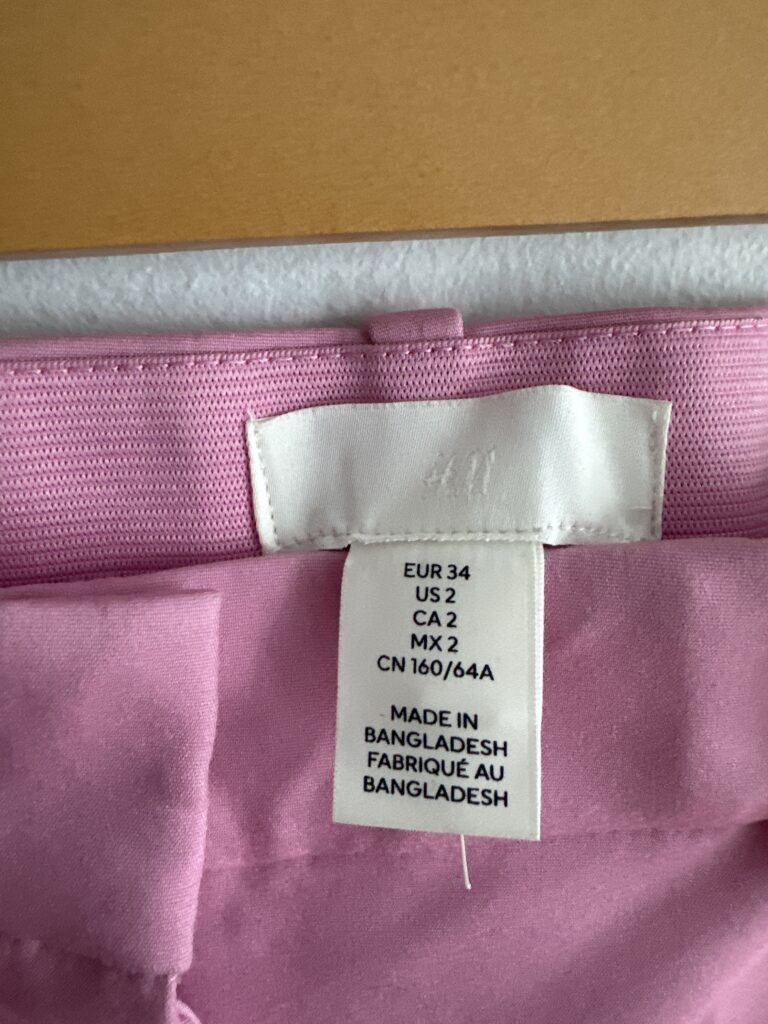 H&M
EUR 34
US 2
CA 2
MX 2
CN 160/64A
MADE IN
BANGLADESH
FABRIQUÉ AU
BANGLADESH